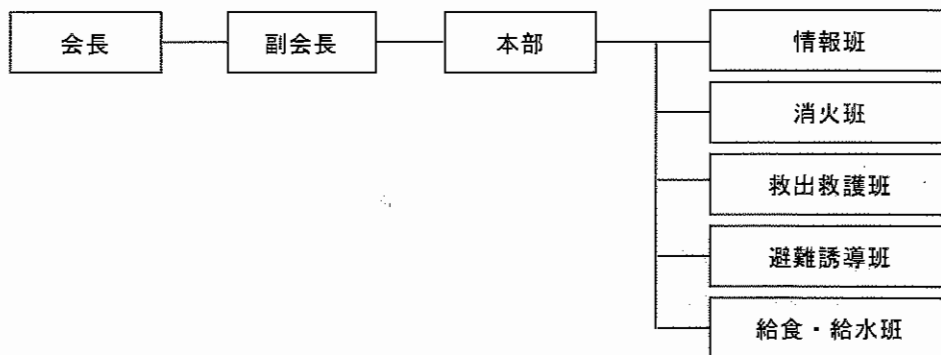 会長
副会長
本部
情報班
消火班
救出救護班
避難誘導班
給食・給水班